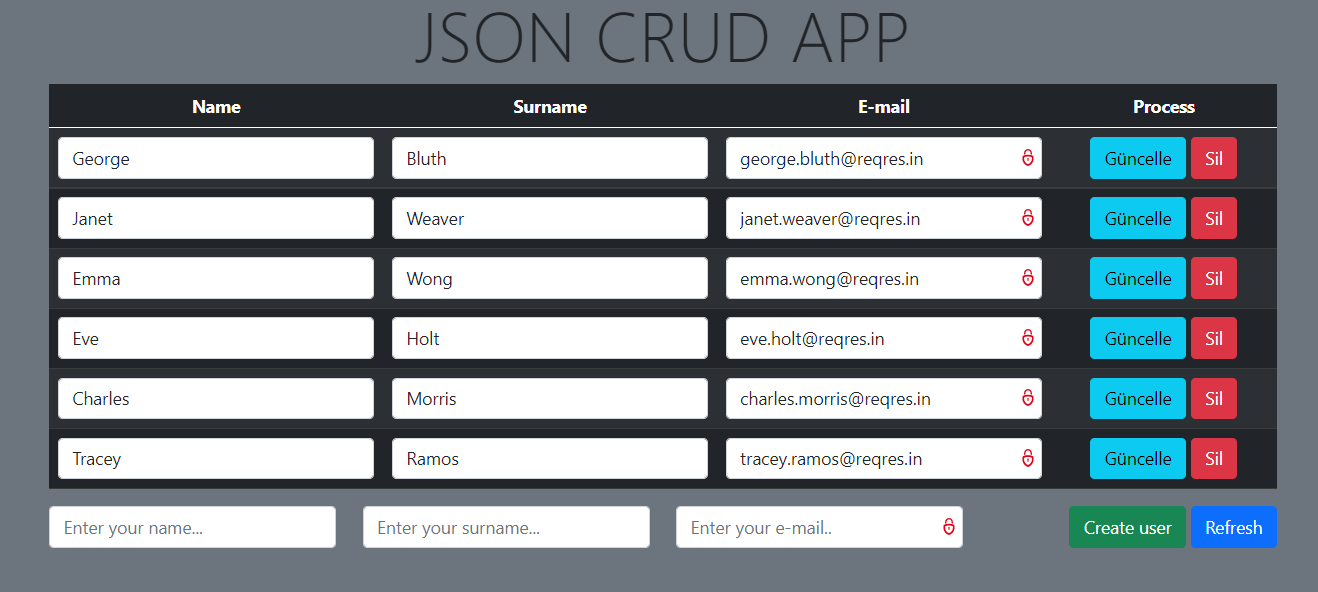 JSON CRUD APP
Name Surname E-mail Process
George Bluth george.bluth@reqres.in Güncelle Sil
Janet Weaver janet.weaver@reqres.in Güncelle Sil
Emma Wong emma.wong@reqres.in Güncelle Sil
Eve Holt eve.holt@reqres.in Güncelle Sil
Charles Morris charles.morris@reqres.in Güncelle Sil
Tracey Ramos tracey.ramos@reqres.in Güncelle Sil
Enter your name... Enter your surname... Enter your e-mail.. Create user Refresh